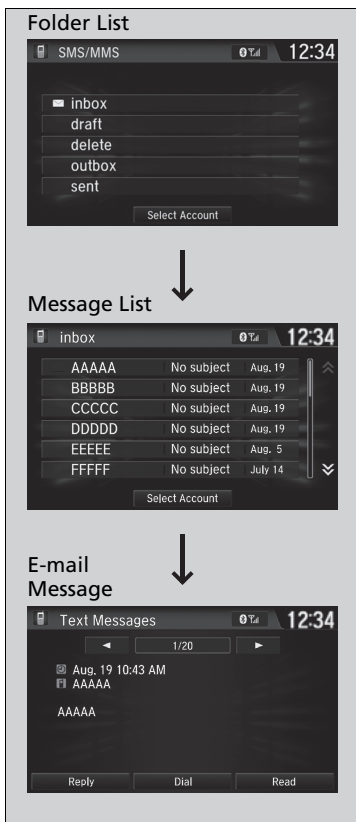 Folder List
SMS/MMS 12:34
inbox
draft
delete
outbox
sent
Select Account
Message List
inbox 12:34
AAAAA No subject Aug. 19
BBBBB No subject Aug. 19
CCCCC No subject Aug. 19
DDDDD No subject Aug. 19
EEEEE No subject Aug. 5
FFFFF No subject July 14
Select Account
E-mail
Message
Text Messages 12:34
1/20
Aug. 19 10:43 AM
F AAAAA
AAAAA
Reply Dial Read